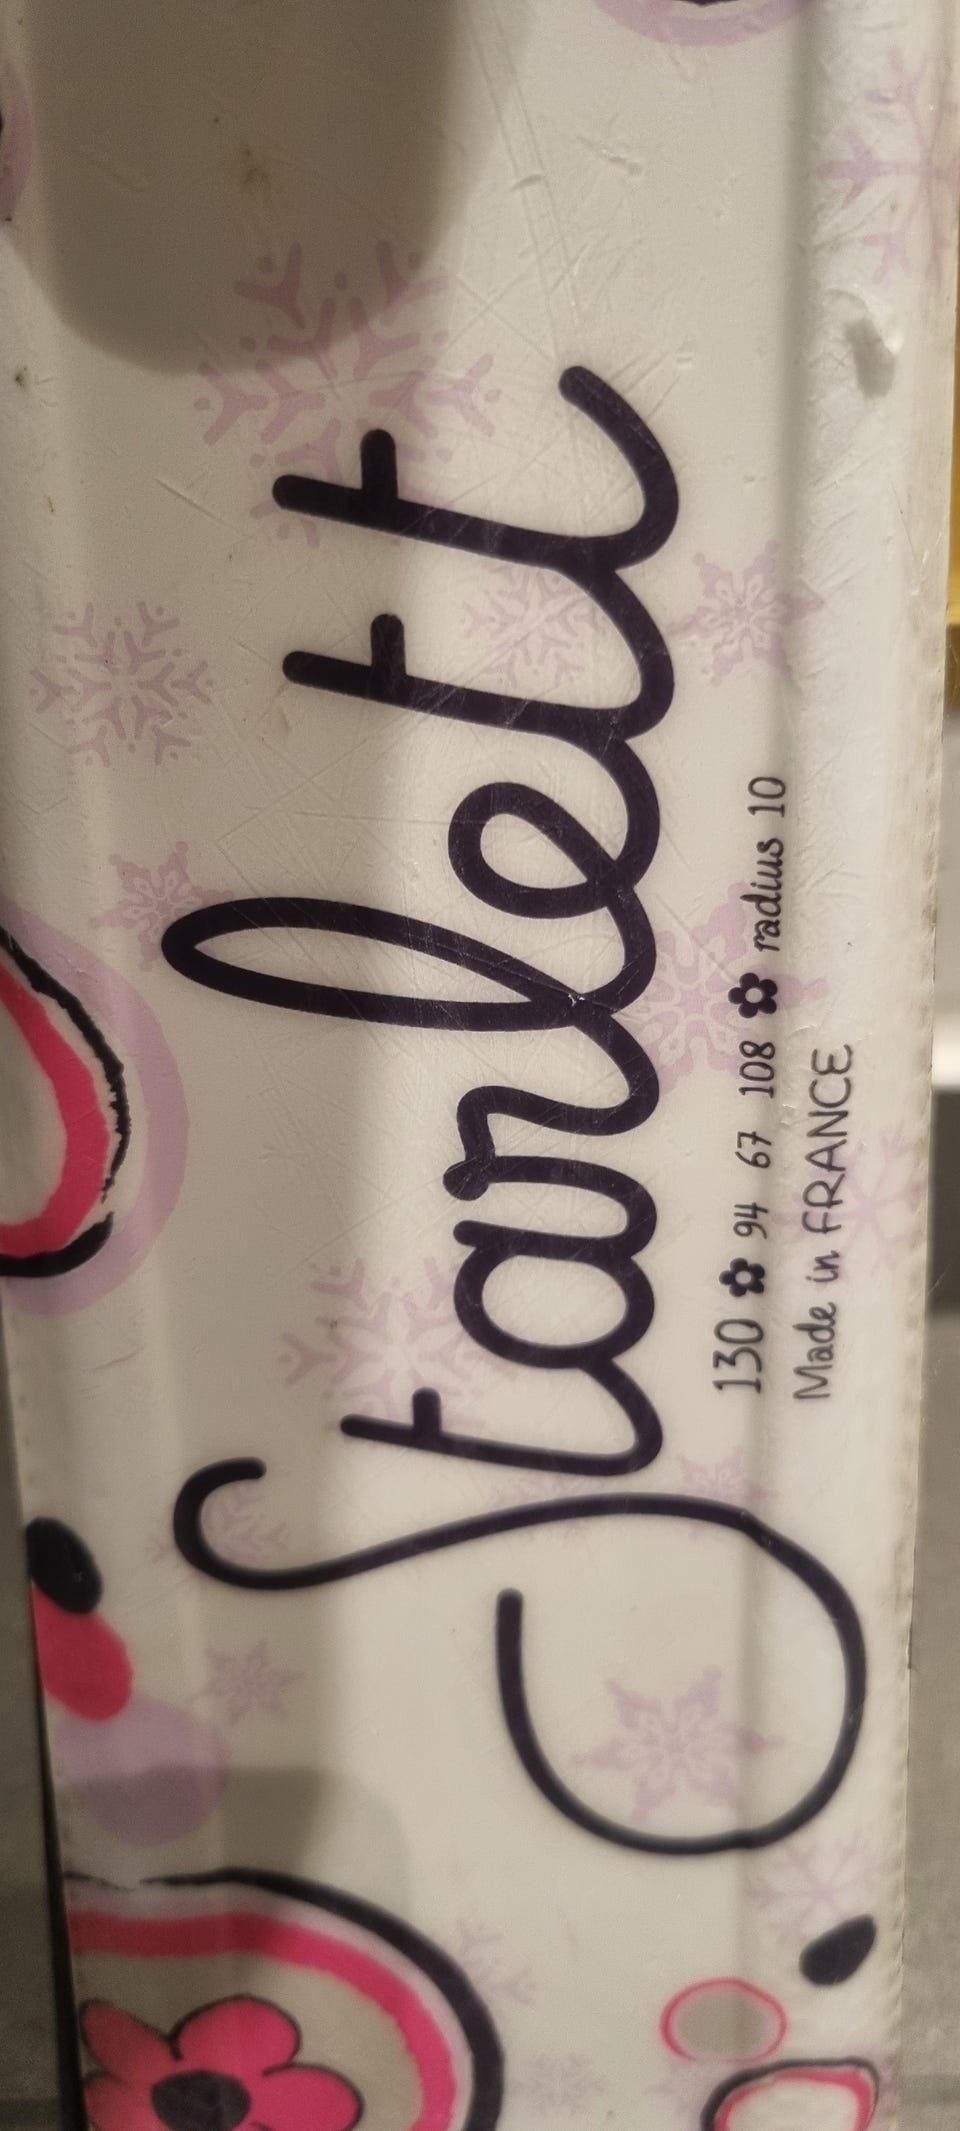 Starlett
130 ✿ 94 67 108 ✿ radius 10
Made in FRANCE